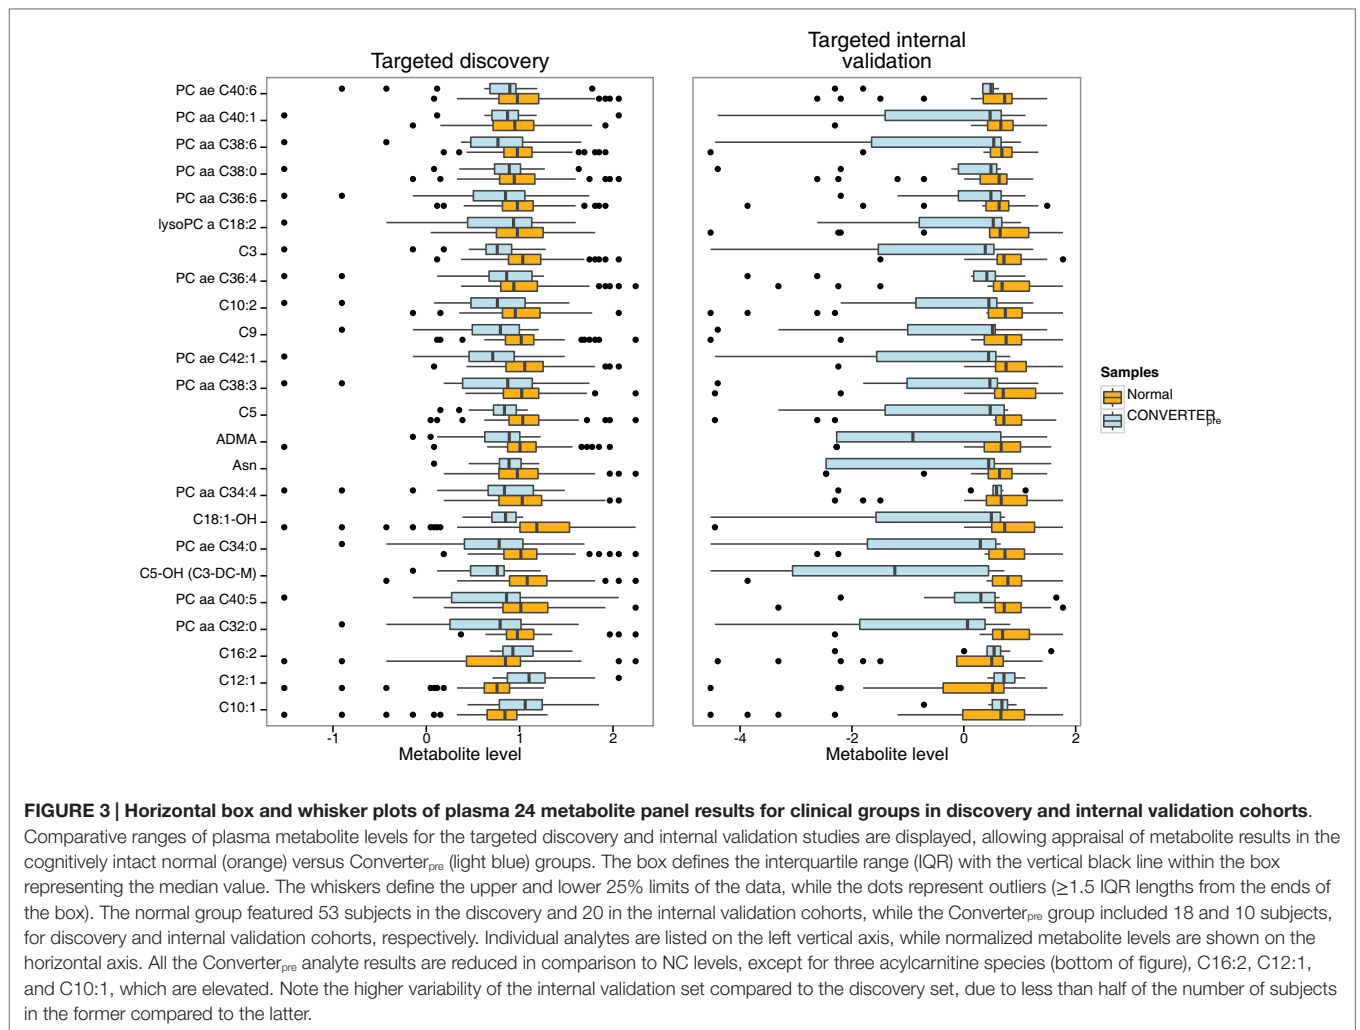 Targeted discovery
Targeted internal
validation
PC ae C40:6
PC aa C40:1
PC aa C38:6
PC aa C38:0
PC aa C36:6
lysoPC a C18:2
C3
PC ae C36:4
C10:2
C9
PC ae C42:1
PC aa C38:3
C5
ADMA
Asn
PC aa C34:4
C18:1-OH
PC ae C34:0
C5-OH (C3-DC-M)
PC aa C40:5
PC aa C32:0
C16:2
C12:1
C10:1
-1 0 1 2
Metabolite level
-4 -2 0 2
Metabolite level
Samples
Normal
CONVERTERpre
FIGURE 3 | Horizontal box and whisker plots of plasma 24 metabolite panel results for clinical groups in discovery and internal validation cohorts.
Comparative ranges of plasma metabolite levels for the targeted discovery and internal validation studies are displayed, allowing appraisal of metabolite results in the
cognitively intact normal (orange) versus Converterpre (light blue) groups. The box defines the interquartile range (IQR) with the vertical black line within the box
representing the median value. The whiskers define the upper and lower 25% limits of the data, while the dots represent outliers (≥1.5 IQR lengths from the ends of
the box). The normal group featured 53 subjects in the discovery and 20 in the internal validation cohorts, while the Converterpre group included 18 and 10 subjects,
for discovery and internal validation cohorts, respectively. Individual analytes are listed on the left vertical axis, while normalized metabolite levels are shown on the
horizontal axis. All the Converterpre analyte results are reduced in comparison to NC levels, except for three acylcarnitine species (bottom of figure), C16:2, C12:1,
and C10:1, which are elevated. Note the higher variability of the internal validation set compared to the discovery set, due to less than half of the number of subjects
in the former compared to the latter.